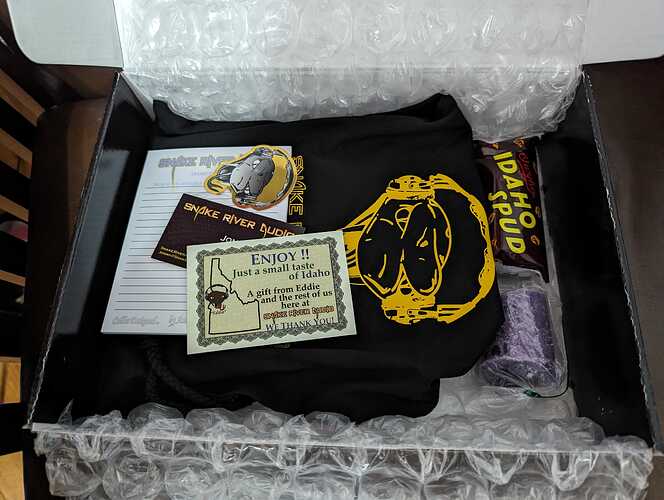 SNAKE RIVER
SNAKE
SNAKE RIVER AUDIO
ENJOY !!
Just a small taste
of Idaho
A gift from Eddie
and the rest of us
here at
SNAKE RIVER AUDIO
WE THANK YOU!
IDAHO
SPUD